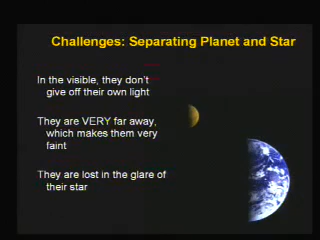 Challenges: Separating Planet and Star
In the visible, they don't
give off their own light
They are VERY far away,
which makes them very
faint
They are lost in the glare of
their star